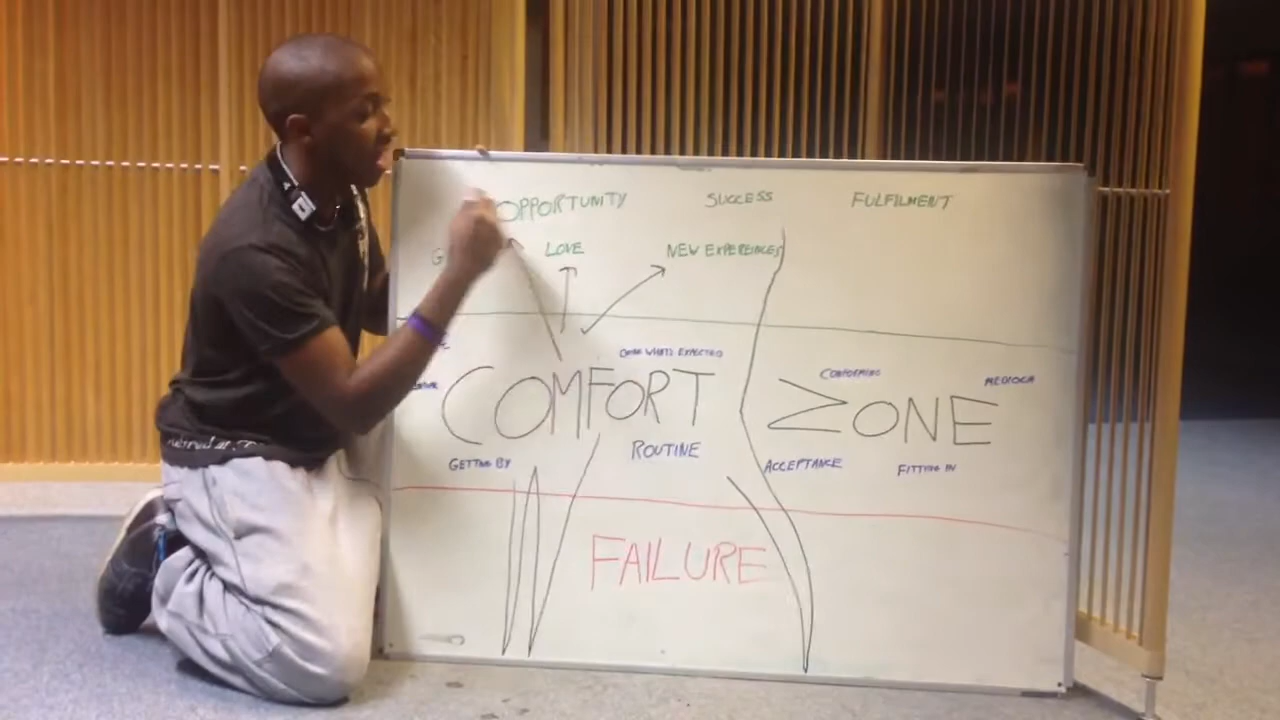 OPPORTUNITY SUCCESS FULFILMENT
LOVE NEW EXPERIENCES
DOING WHATS EXPECTED
COMFORT ZONE
CONFORMING MEDIOCR
GETTING BY ROUTINE ACCEPTANCE FITTING IN
FAILURE